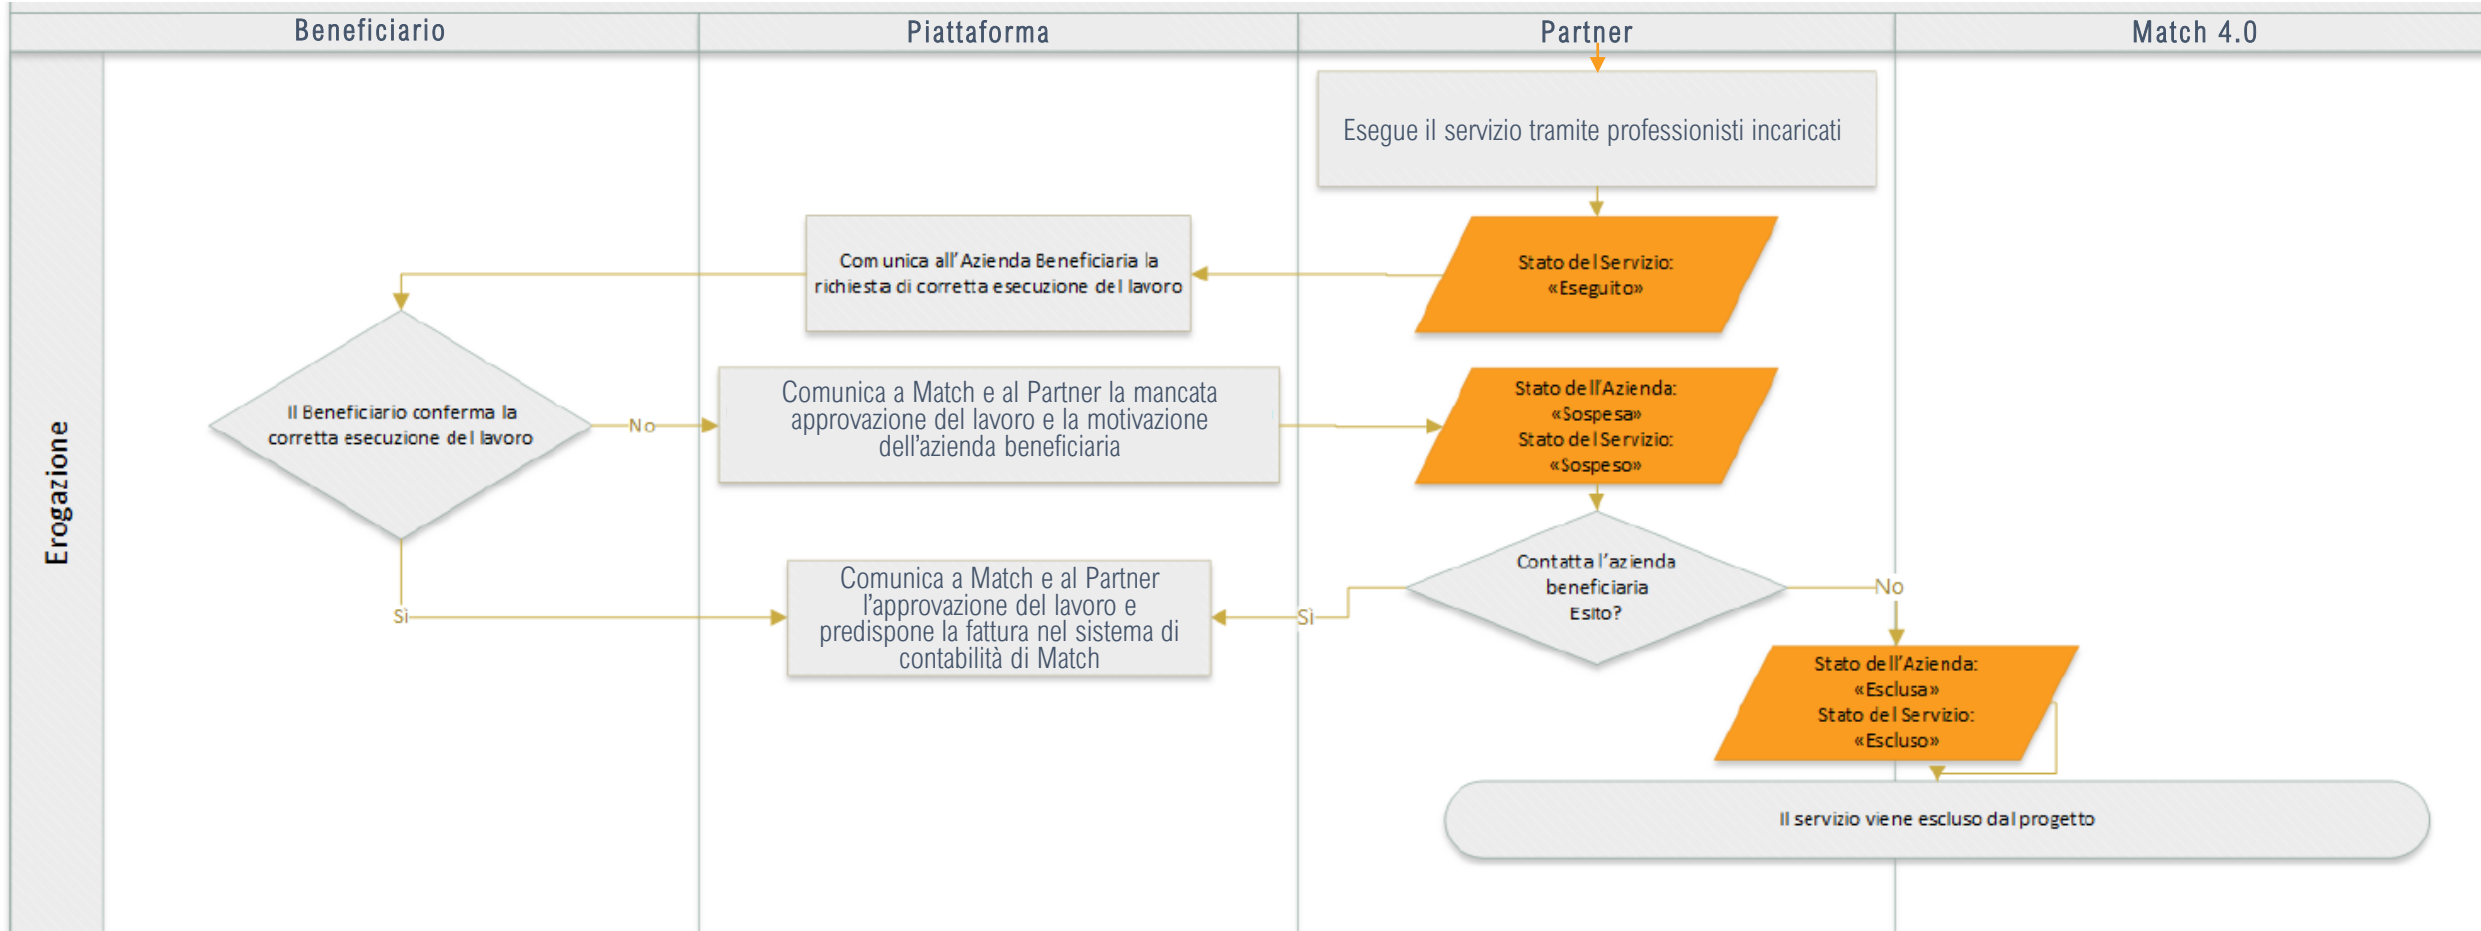 Beneficiario
Piattaforma
Partner
Match 4.0
Erogazione
Esegue il servizio tramite professionisti incaricati
Stato del Servizio:
«Eseguito»
Comunica all'Azienda Beneficiaria la
richiesta di corretta esecuzione del lavoro
Il Beneficiario conferma la
corretta esecuzione del lavoro
No
Comunica a Match e al Partner la mancata
approvazione del lavoro e la motivazione
dell'azienda beneficiaria
Stato dell'Azienda:
«Sospesa»
Stato del Servizio:
«Sospeso»
Contatta l'azienda
beneficiaria
Esito?
Sì
Comunica a Match e al Partner
l'approvazione del lavoro e
predispone la fattura nel sistema di
contabilità di Match
Sì
No
Stato dell'Azienda:
«Esclusa»
Stato del Servizio:
«Escluso»
Il servizio viene escluso dal progetto